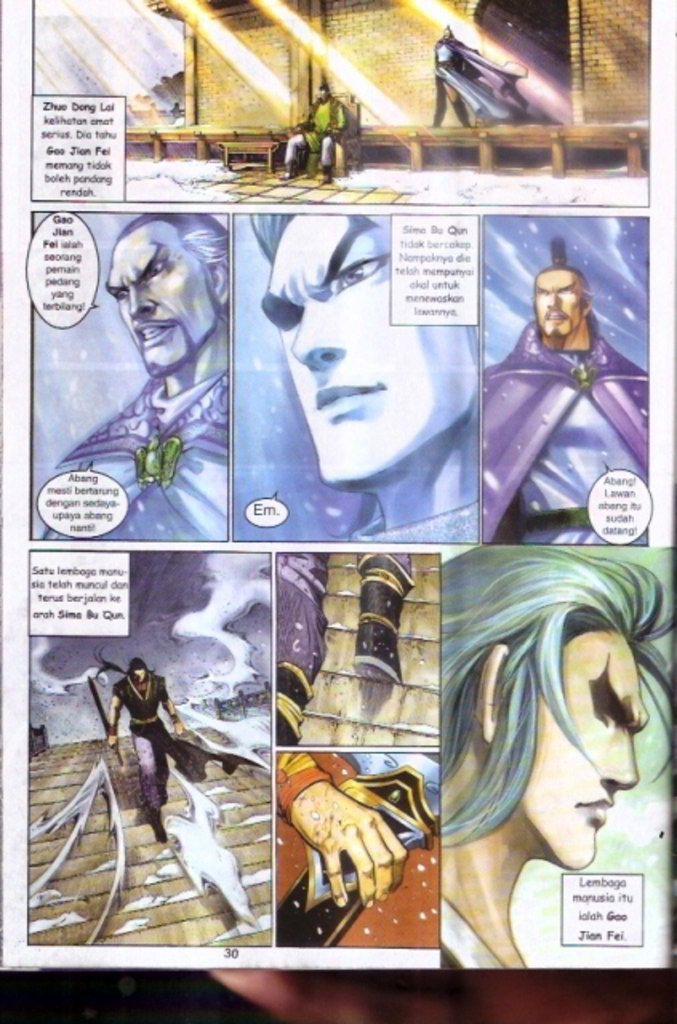 Zhuo Dong Lai
kelihatan amat
serius. Dia tahu
Gao Jian Fei
memang tidak
boleh pandang
rendah.
Gao
Jian
Fei ialah
seorang
pemain
pedang
yang
terbilang!
Abang
mesti bertarung
dengan sedaya-
upaya abang
nanti!
Sima Bu Qun
tidak bercakap.
Nampaknya dia
telah mempunyai
akal untuk
menewaskan
lawannya.
Em.
Abang!
Lawan
abang itu
sudah
datang!
Satu lembaga manu-
sia telah muncul dan
terus berjalan ke
arah Sima Bu Qun.
Lembaga
manusia itu
ialah Gao
Jian Fei.
30